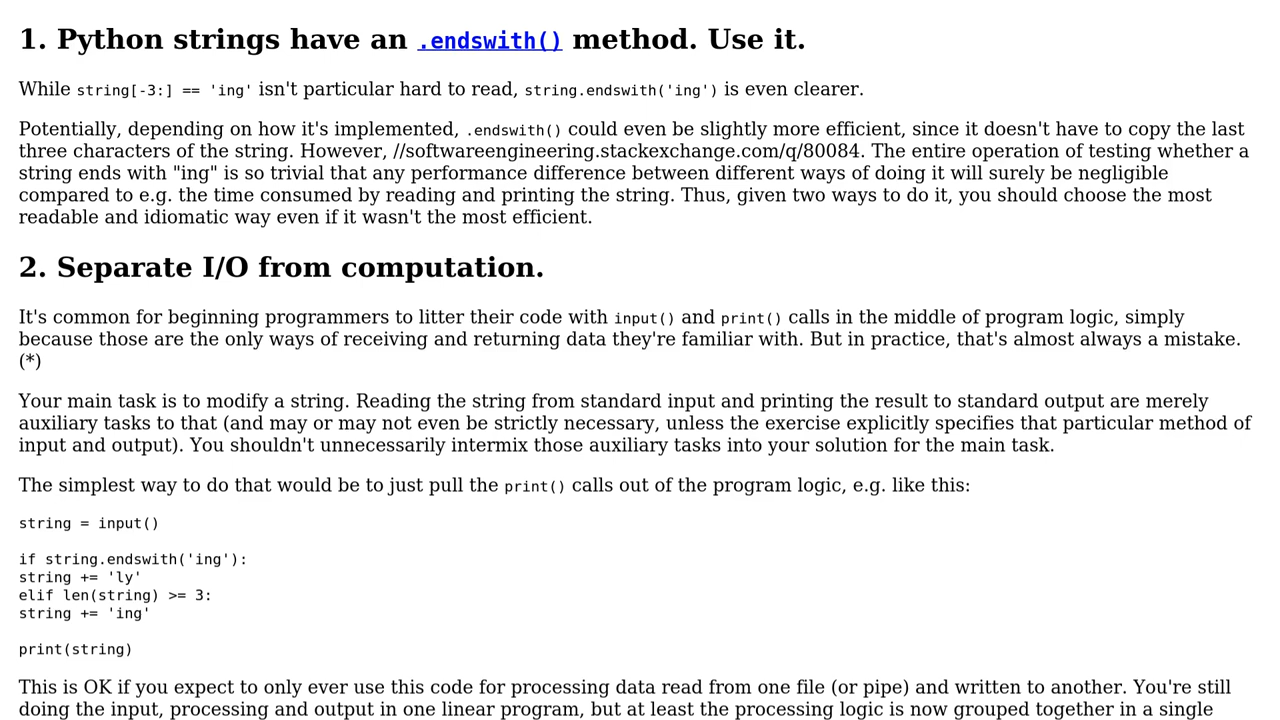 1. Python strings have an .endswith() method. Use it.
While string[-3:] == 'ing' isn't particular hard to read, string.endswith('ing') is even clearer.
Potentially, depending on how it's implemented, .endswith() could even be slightly more efficient, since it doesn't have to copy the last
three characters of the string. However, //softwareengineering.stackexchange.com/q/80084. The entire operation of testing whether a
string ends with "ing" is so trivial that any performance difference between different ways of doing it will surely be negligible
compared to e.g. the time consumed by reading and printing the string. Thus, given two ways to do it, you should choose the most
readable and idiomatic way even if it wasn't the most efficient.
2. Separate I/O from computation.
It's common for beginning programmers to litter their code with input() and print() calls in the middle of program logic, simply
because those are the only ways of receiving and returning data they're familiar with. But in practice, that's almost always a mistake.
(*)
Your main task is to modify a string. Reading the string from standard input and printing the result to standard output are merely
auxiliary tasks to that (and may or may not even be strictly necessary, unless the exercise explicitly specifies that particular method of
input and output). You shouldn't unnecessarily intermix those auxiliary tasks into your solution for the main task.
The simplest way to do that would be to just pull the print() calls out of the program logic, e.g. like this:
string = input()
if string.endswith('ing'):
string += 'ly'
elif len(string) >= 3:
string += 'ing'
print(string)
This is OK if you expect to only ever use this code for processing data read from one file (or pipe) and written to another. You're still
doing the input, processing and output in one linear program, but at least the processing logic is now grouped together in a single